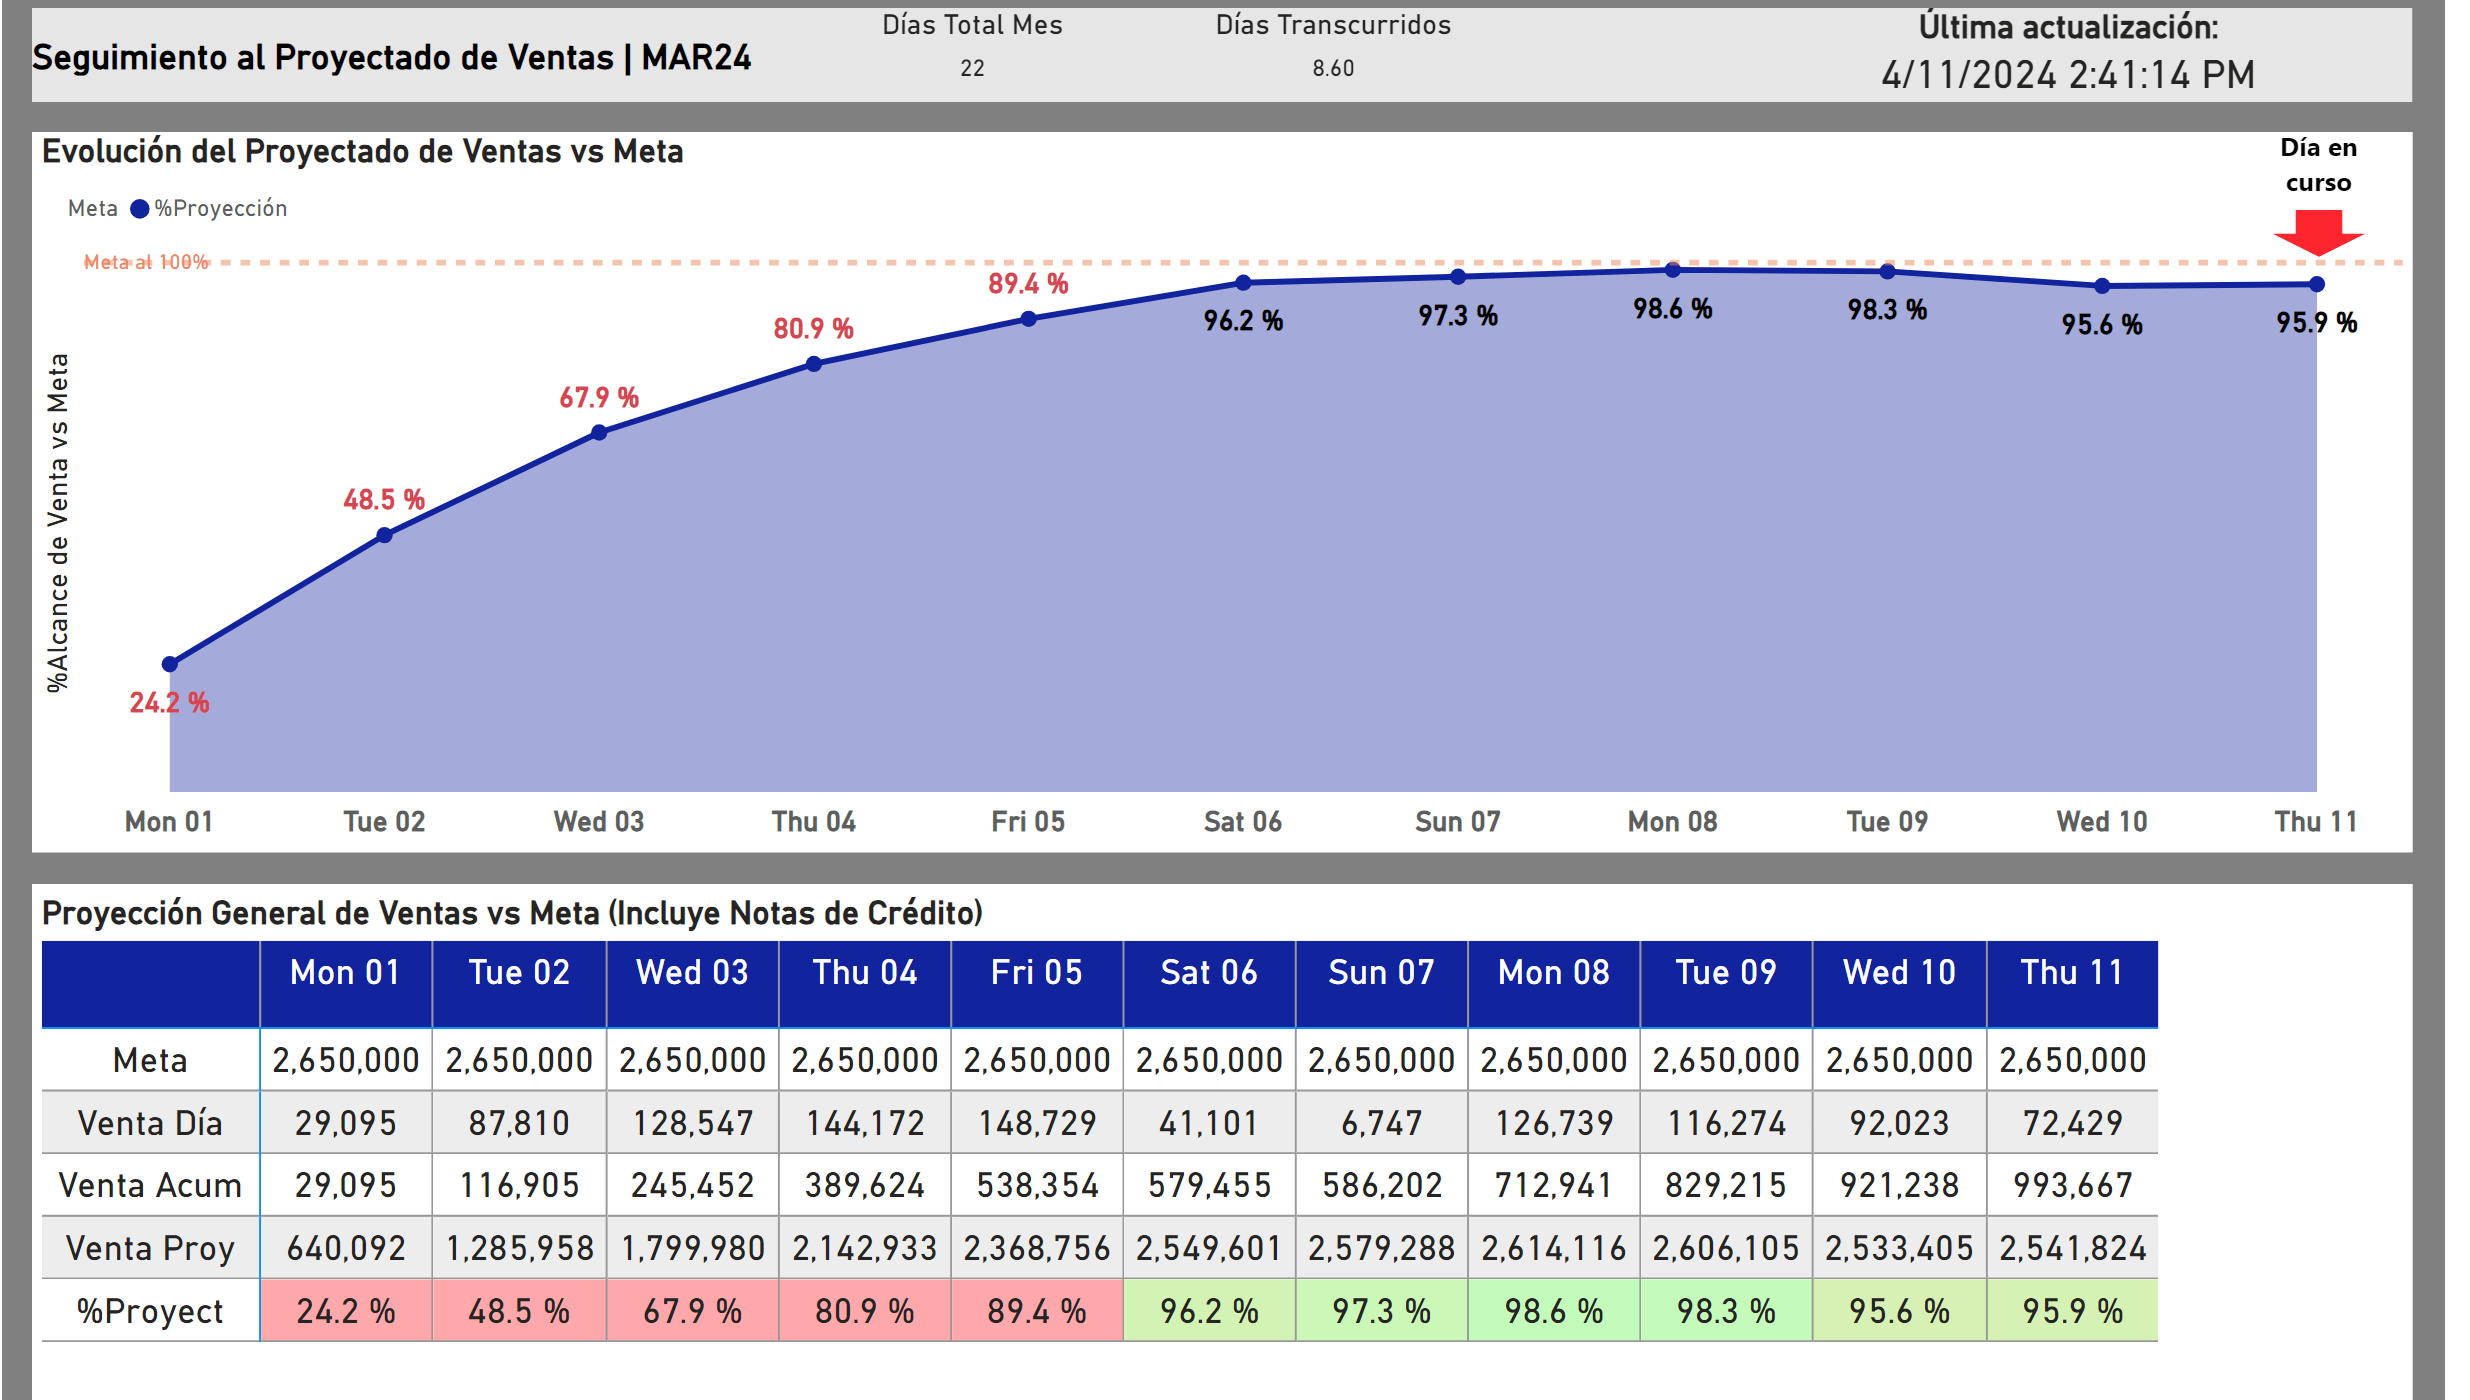 Seguimiento al Proyectado de Ventas | MAR24
Días Total Mes
22
Días Transcurridos
8.60
Última actualización:
4/11/2024 2:41:14 PM
Evolución del Proyectado de Ventas vs Meta
Día en
curso
Meta %Proyección
Meta al 100%
%Alcance de Venta vs Meta
24.2 %
48.5 %
67.9 %
80.9 %
89.4 %
96.2 %
97.3 %
98.6 %
98.3 %
95.6 %
95.9 %
Mon 01 Tue 02 Wed 03 Thu 04 Fri 05 Sat 06 Sun 07 Mon 08 Tue 09 Wed 10 Thu 11
Proyección General de Ventas vs Meta (Incluye Notas de Crédito)
Mon 01 Tue 02 Wed 03 Thu 04 Fri 05 Sat 06 Sun 07 Mon 08 Tue 09 Wed 10 Thu 11
Meta 2,650,000 2,650,000 2,650,000 2,650,000 2,650,000 2,650,000 2,650,000 2,650,000 2,650,000 2,650,000 2,650,000
Venta Día 29,095 87,810 128,547 144,172 148,729 41,101 6,747 126,739 116,274 92,023 72,429
Venta Acum 29,095 116,905 245,452 389,624 538,354 579,455 586,202 712,941 829,215 921,238 993,667
Venta Proy 640,092 1,285,958 1,799,980 2,142,933 2,368,756 2,549,601 2,579,288 2,614,116 2,606,105 2,533,405 2,541,824
%Proyect 24.2 % 48.5 % 67.9 % 80.9 % 89.4 % 96.2 % 97.3 % 98.6 % 98.3 % 95.6 % 95.9 %